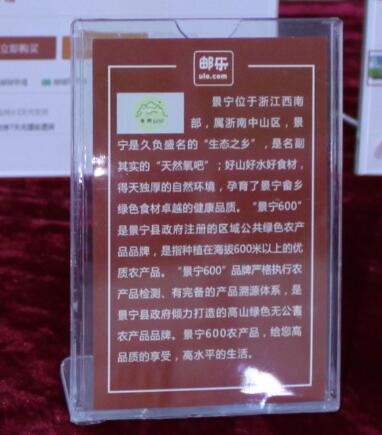 立即购买
邮乐
ule.com
景宁600
景宁位于浙江西南
部，属浙南中山区，景
宁是久负盛名的“生态之乡”，是名副
其实的“天然氧吧”；好山好水好食材，
得天独厚的自然环境，孕育了景宁畲乡
绿色食材卓越的健康品质。“景宁600”
是景宁县政府注册的区域公共绿色农产
品品牌，是指种植在海拔600米以上的优
质农产品。“景宁600”品牌严格执行农
产品检测、有完备的产品溯源体系，是
景宁县政府倾力打造的高山绿色无公害
农产品品牌。景宁600农产品，给您高
品质的享受，高水平的生活。